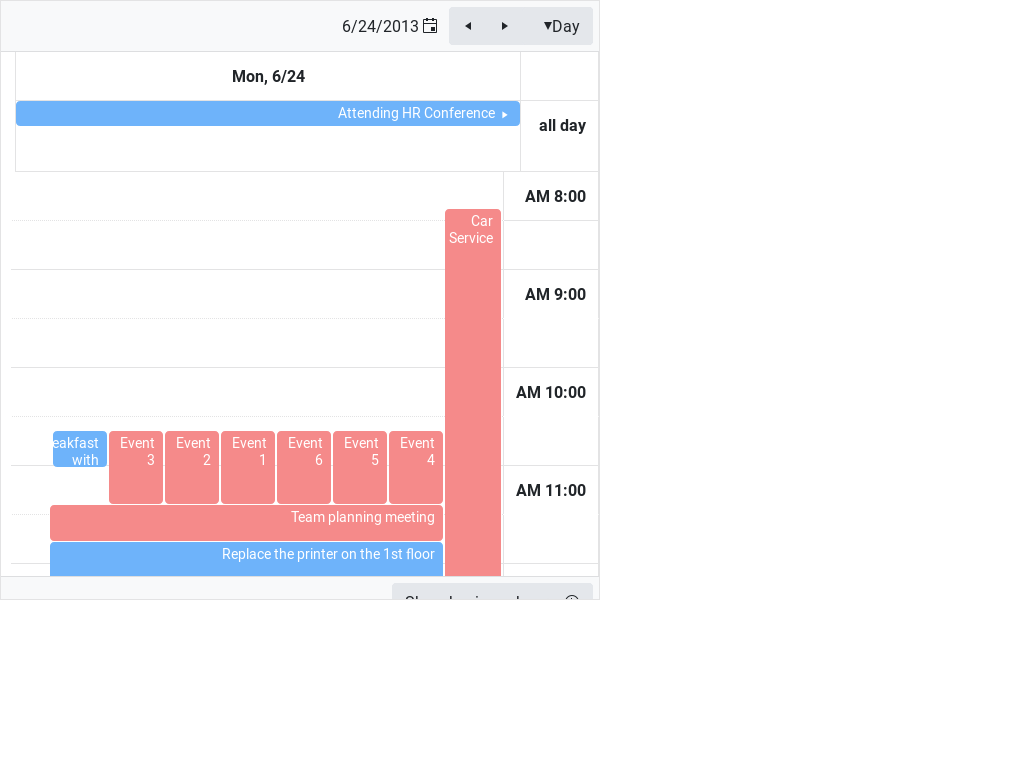 6/24/2013
Day
Mon, 6/24
Attending HR Conference
all day
AM 8:00
Car
Service
AM 9:00
AM 10:00
eakfast
with
Event
3
Event
2
Event
1
Event
6
Event
5
Event
4
AM 11:00
Team planning meeting
Replace the printer on the 1st floor